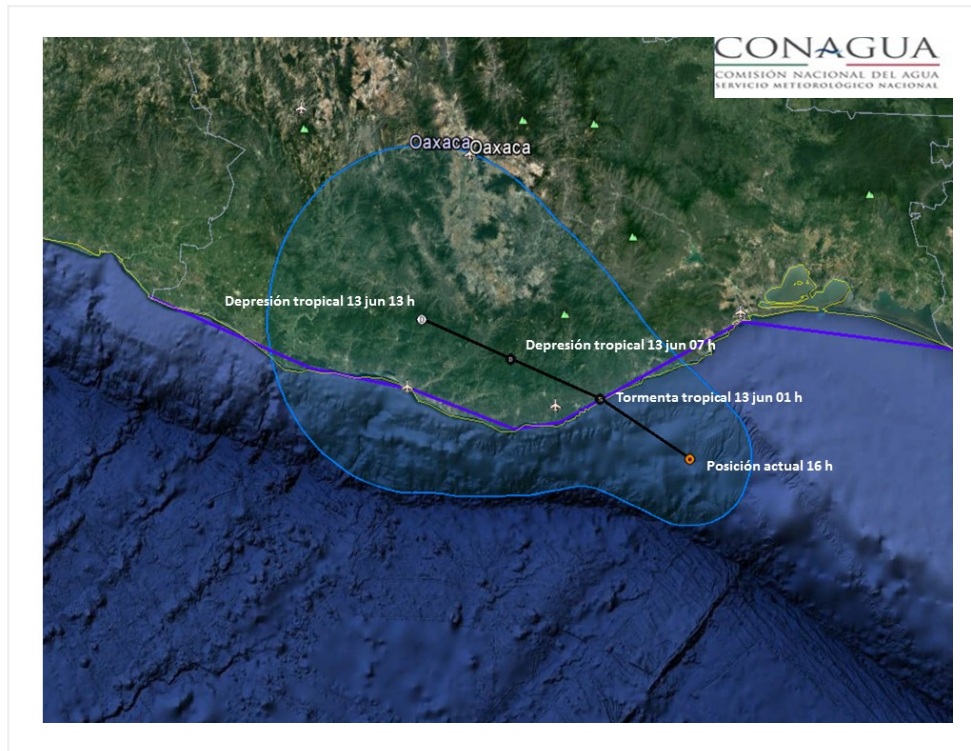 CONAGUA
COMISIÓN NACIONAL DEL AGUA
SERVICIO METEOROLÓGICO NACIONAL
Oaxaca
Oaxaca
Depresión tropical 13 jun 13 h
Depresión tropical 13 jun 07 h
Tormenta tropical 13 jun 01 h
Posición actual 16 h